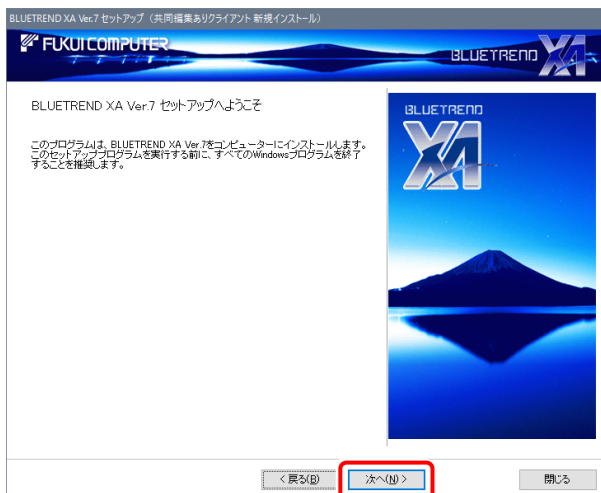 BLUETREND XA Ver.7 セットアップ（共同編集ありクライアント 新規インストール）
FUKUI COMPUTER
BLUETREND XA
BLUETREND XA Ver.7 セットアップへようこそ
このプログラムは、BLUETREND XA Ver.7をコンピューターにインストールします。
このセットアッププログラムを実行する前に、すべてのWindowsプログラムを終了
することを推奨します。
BLUETREND
XA
< 戻る(B)
次へ(N) >
閉じる